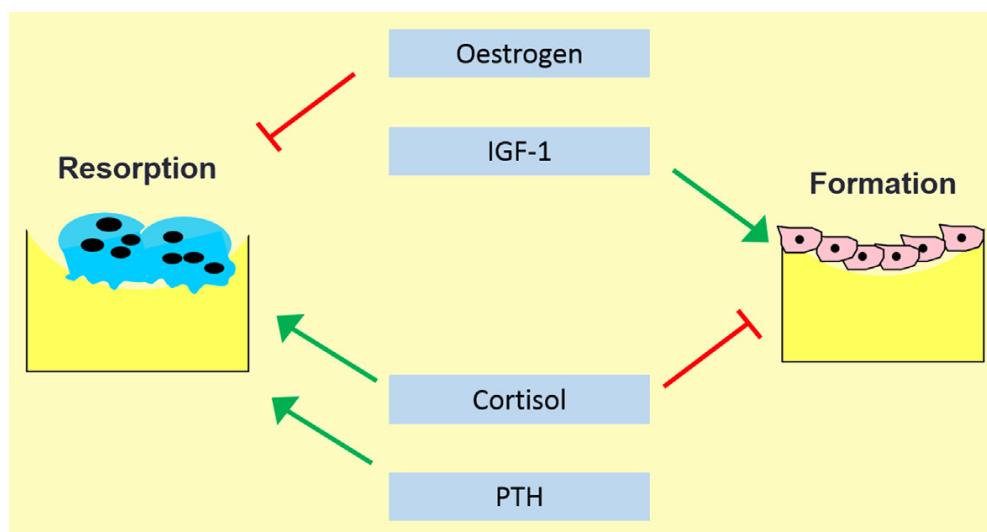 Oestrogen
IGF-1
Resorption
Formation
Cortisol
PTH